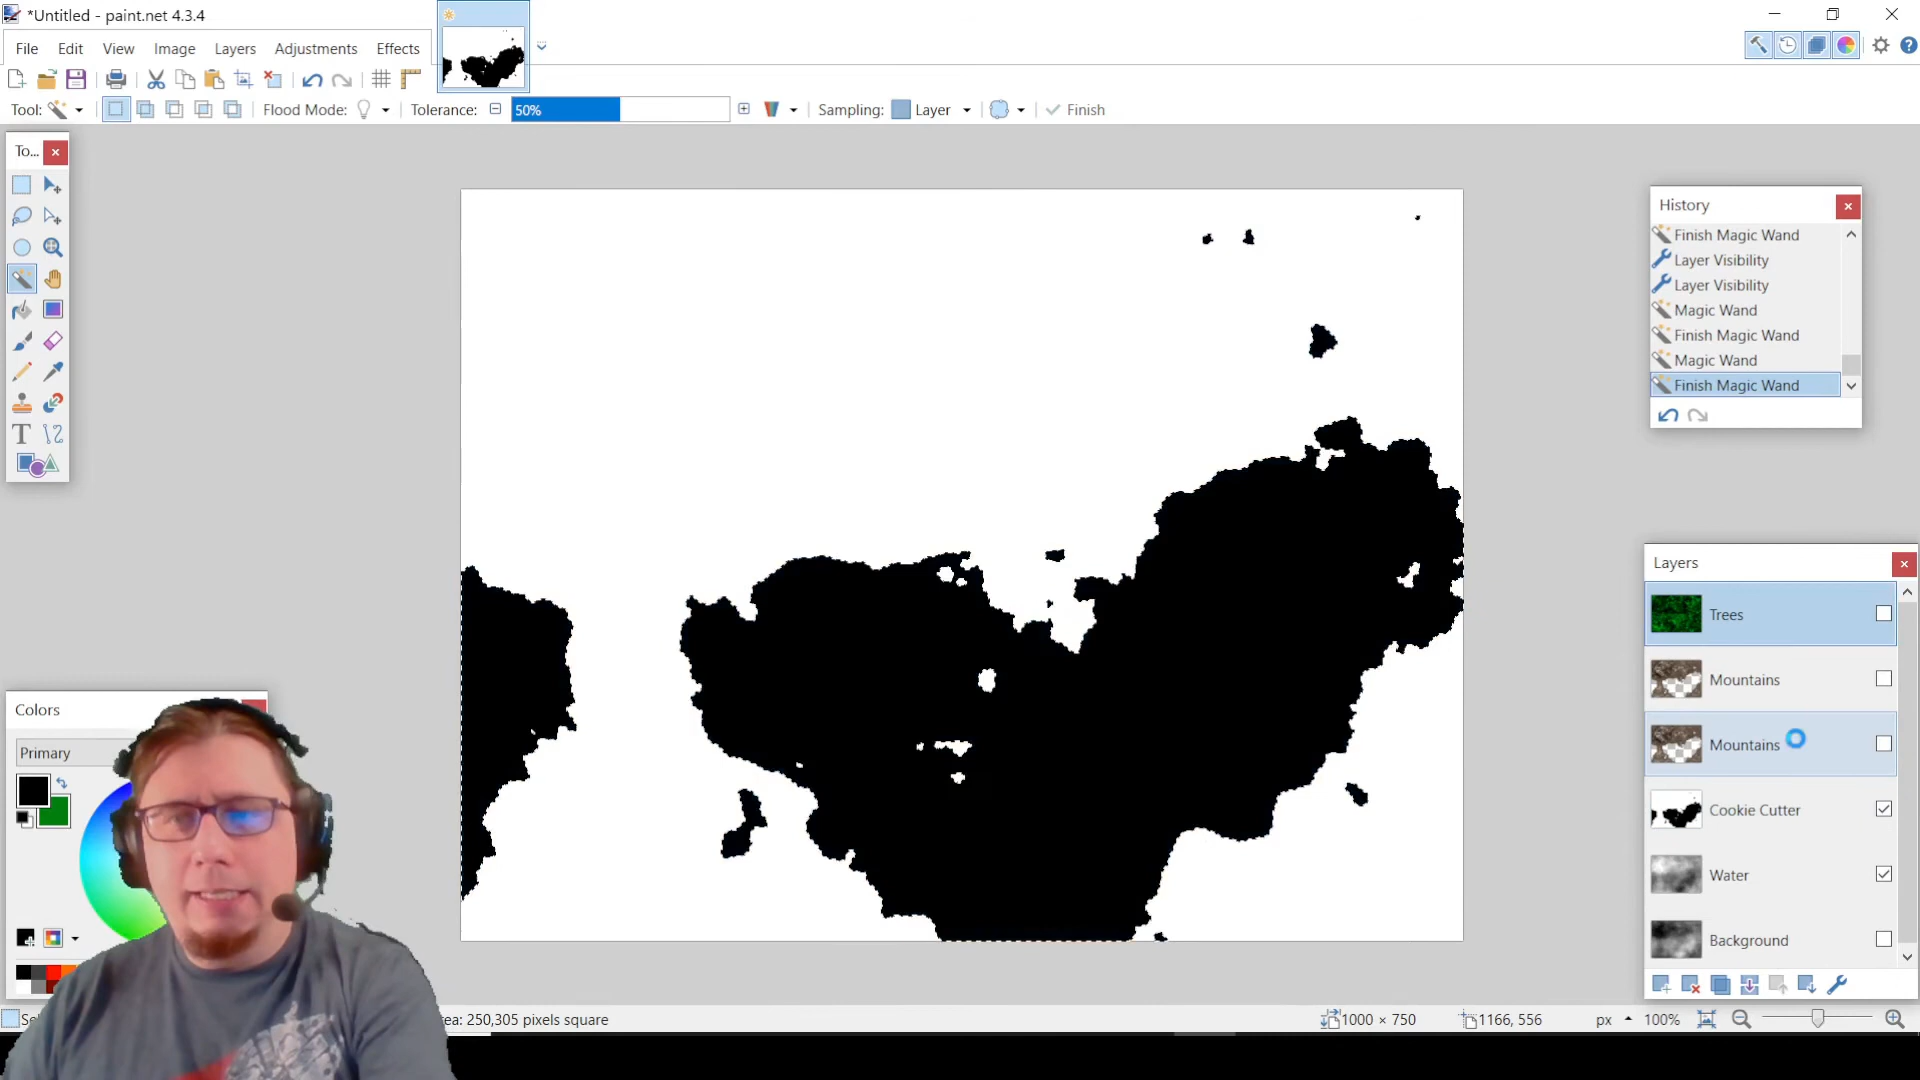 *Untitled - paint.net 4.3.4
File Edit View Image Layers Adjustments Effects
Tool: Flood Mode: Tolerance: 50% Sampling: Layer Finish
To...
History
Finish Magic Wand
Layer Visibility
Layer Visibility
Magic Wand
Finish Magic Wand
Magic Wand
Finish Magic Wand
Layers
Trees
Mountains
Mountains
Cookie Cutter
Water
Background
Colors
Primary
ea: 250,305 pixels square 1000 × 750 1166, 556 px 100%